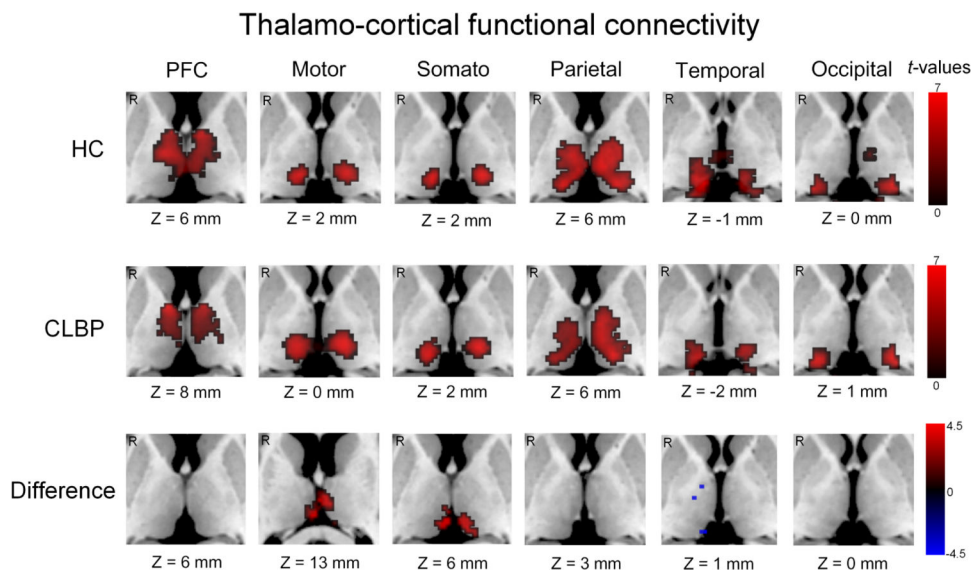 Thalamo-cortical functional connectivity
PFC Motor Somato Parietal Temporal Occipital t-values
HC R R R R R R 7 0
Z = 6 mm Z = 2 mm Z = 2 mm Z = 6 mm Z = -1 mm Z = 0 mm
CLBP R R R R R R 7 0
Z = 8 mm Z = 0 mm Z = 2 mm Z = 6 mm Z = -2 mm Z = 1 mm
Difference R R R R R R 4.5 0 -4.5
Z = 6 mm Z = 13 mm Z = 6 mm Z = 3 mm Z = 1 mm Z = 0 mm